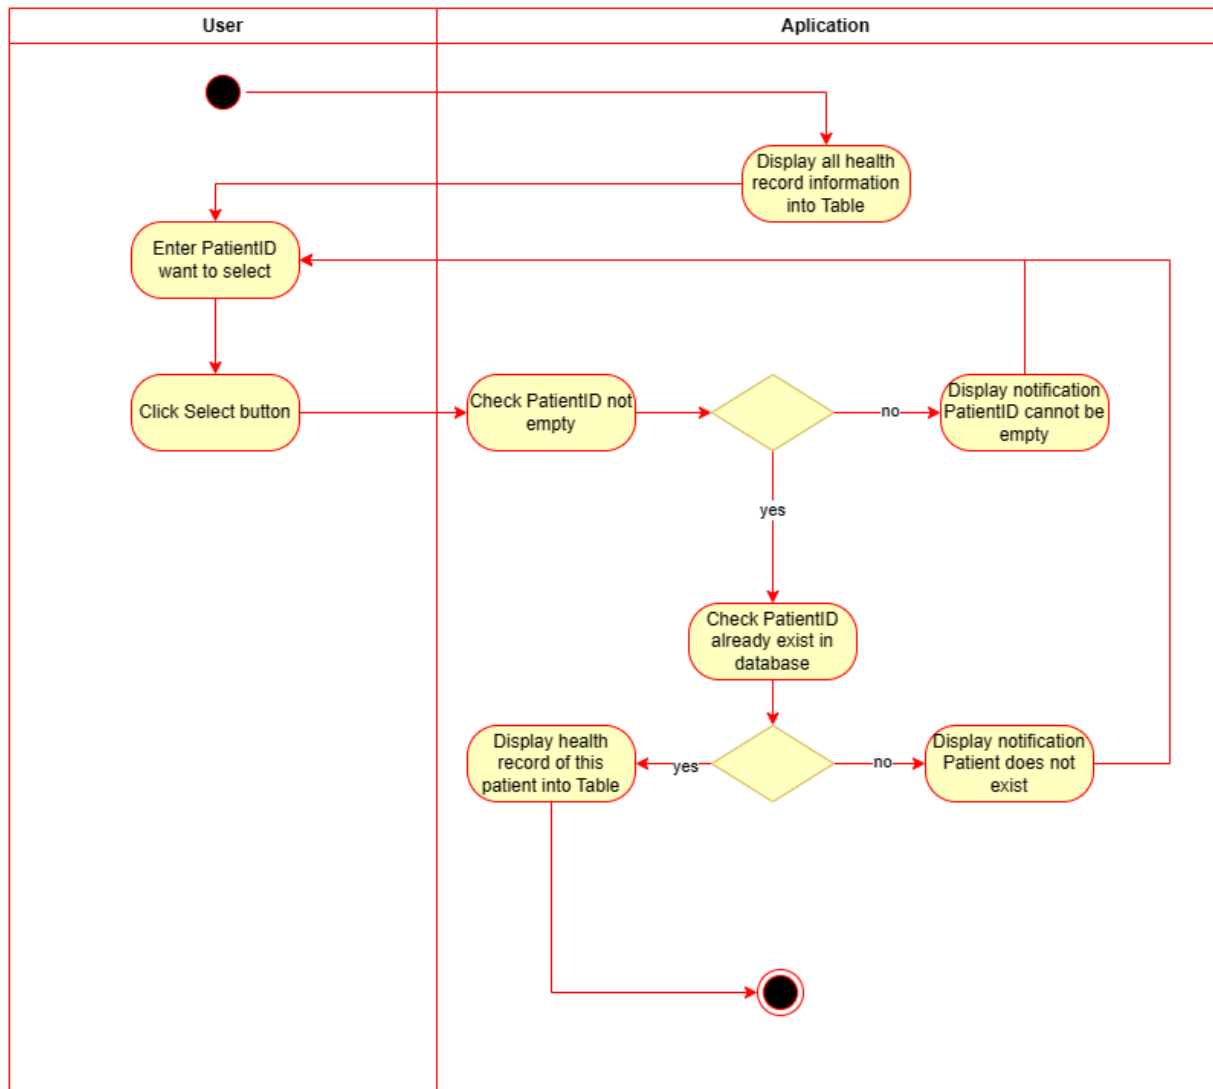 User
Aplication
Display all health
record information
into Table
Enter PatientID
want to select
Click Select button
Check PatientID not
empty
no
Display notification
PatientID cannot be
empty
yes
Check PatientID
already exist in
database
Display health
record of this
patient into Table
yes
no
Display notification
Patient does not
exist